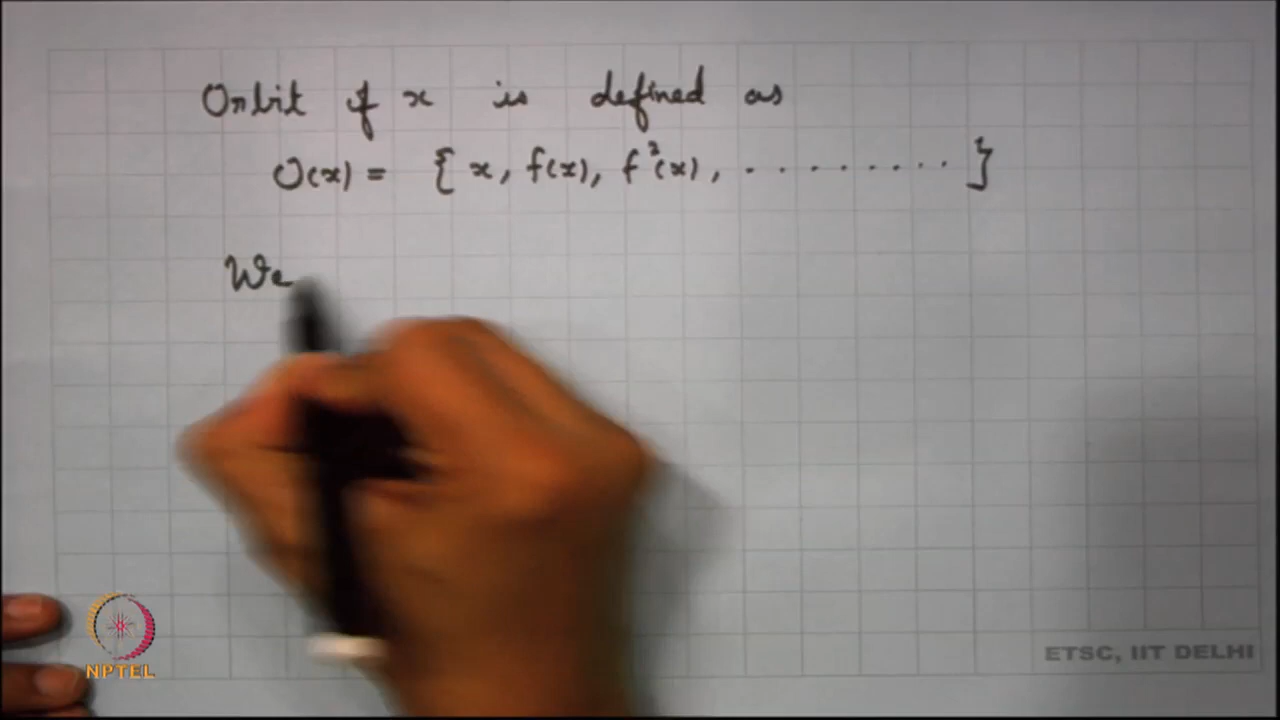 Orbit of x is defined as
O(x) = { x, f(x), f²(x), . . . . . . . . . }
We
NPTEL
ETSC, IIT DELHI